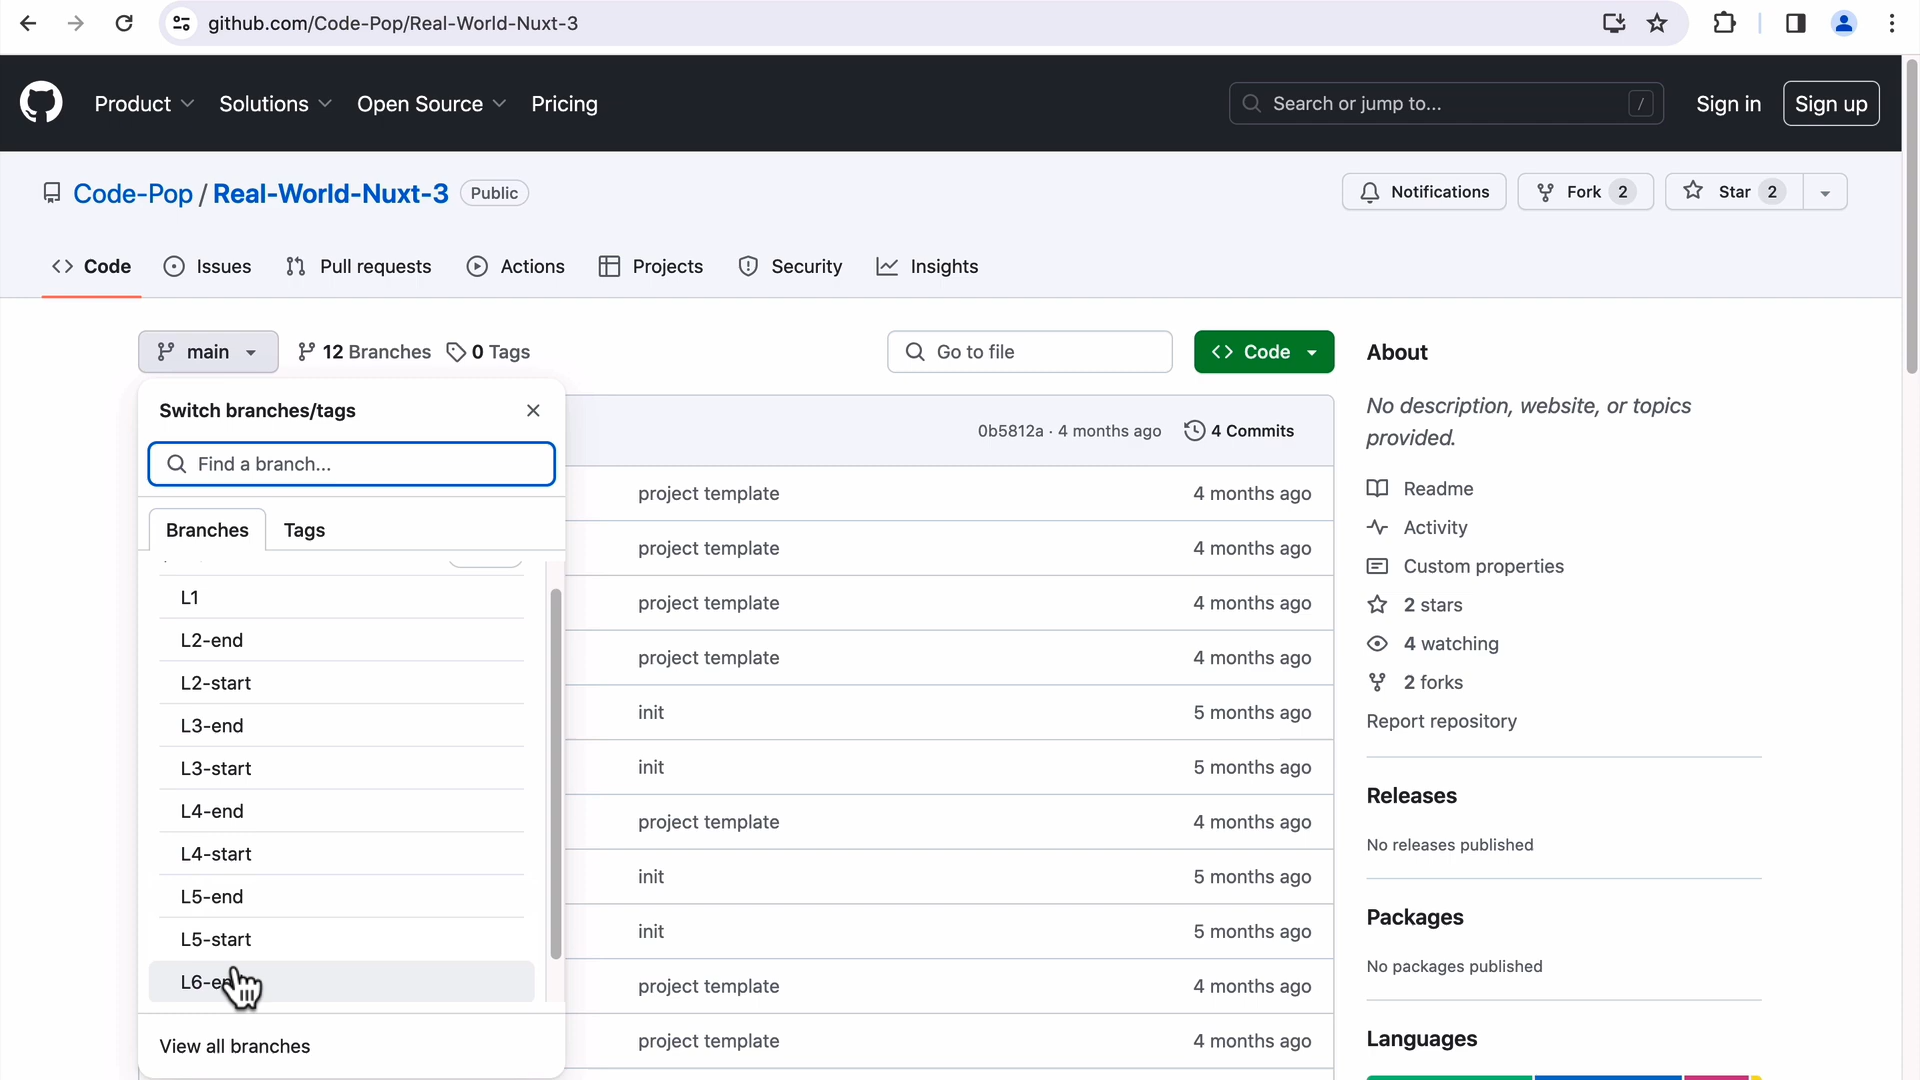 github.com/Code-Pop/Real-World-Nuxt-3
Product Solutions Open Source Pricing Search or jump to... / Sign in Sign up
Code-Pop / Real-World-Nuxt-3 Public Notifications Fork 2 Star 2
Code Issues Pull requests Actions Projects Security Insights
main 12 Branches 0 Tags Go to file Code
Switch branches/tags
Find a branch...
Branches Tags
L1
L2-end
L2-start
L3-end
L3-start
L4-end
L4-start
L5-end
L5-start
View all branches
0b5812a · 4 months ago 4 Commits
project template 4 months ago
project template 4 months ago
project template 4 months ago
project template 4 months ago
init 5 months ago
init 5 months ago
project template 4 months ago
init 5 months ago
init 5 months ago
project template 4 months ago
project template 4 months ago
About
No description, website, or topics
provided.
Readme
Activity
Custom properties
2 stars
4 watching
2 forks
Report repository
Releases
No releases published
Packages
No packages published
Languages